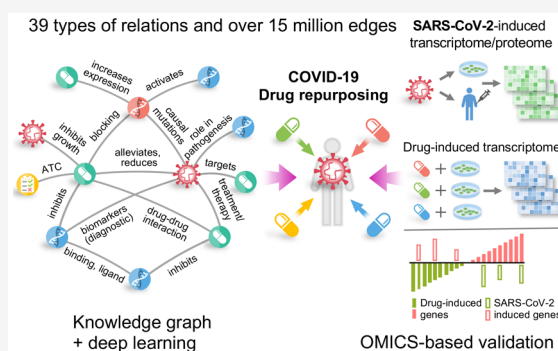 39 types of relations and over 15 million edges
increases
expression
activates
blocking
causal
mutations
role in
pathogenesis
inhibits
growth
ATC
alleviates,
reduces
targets
treatment/
therapy
inhibits
biomarkers
(diagnostic)
drug-drug
interaction
binding, ligand
inhibits
Knowledge graph
+ deep learning
COVID-19
Drug repurposing
SARS-CoV-2-induced
transcriptome/proteome
Drug-induced transcriptome
+
+
+
Drug-induced
genes
SARS-CoV-2
induced genes
OMICS-based validation